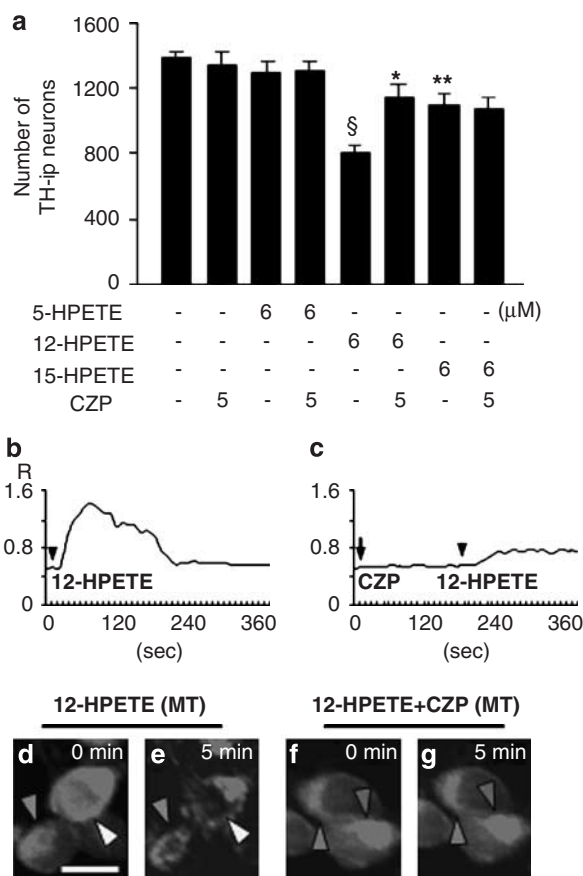 a
1600
1200
800
400
0
Number of
TH-ip neurons
§
*
**
5-HPETE - - 6 6 - - - - (μM)
12-HPETE - - - - 6 6 - -
15-HPETE - - - - - - 6 6
CZP - 5 - 5 - 5 - 5
b
R
1.6
0.8
0
12-HPETE
0 120 240 360
(sec)
c
1.6
0.8
0
CZP 12-HPETE
0 120 240 360
(sec)
12-HPETE (MT)
12-HPETE+CZP (MT)
d 0 min
e 5 min
f 0 min
g 5 min